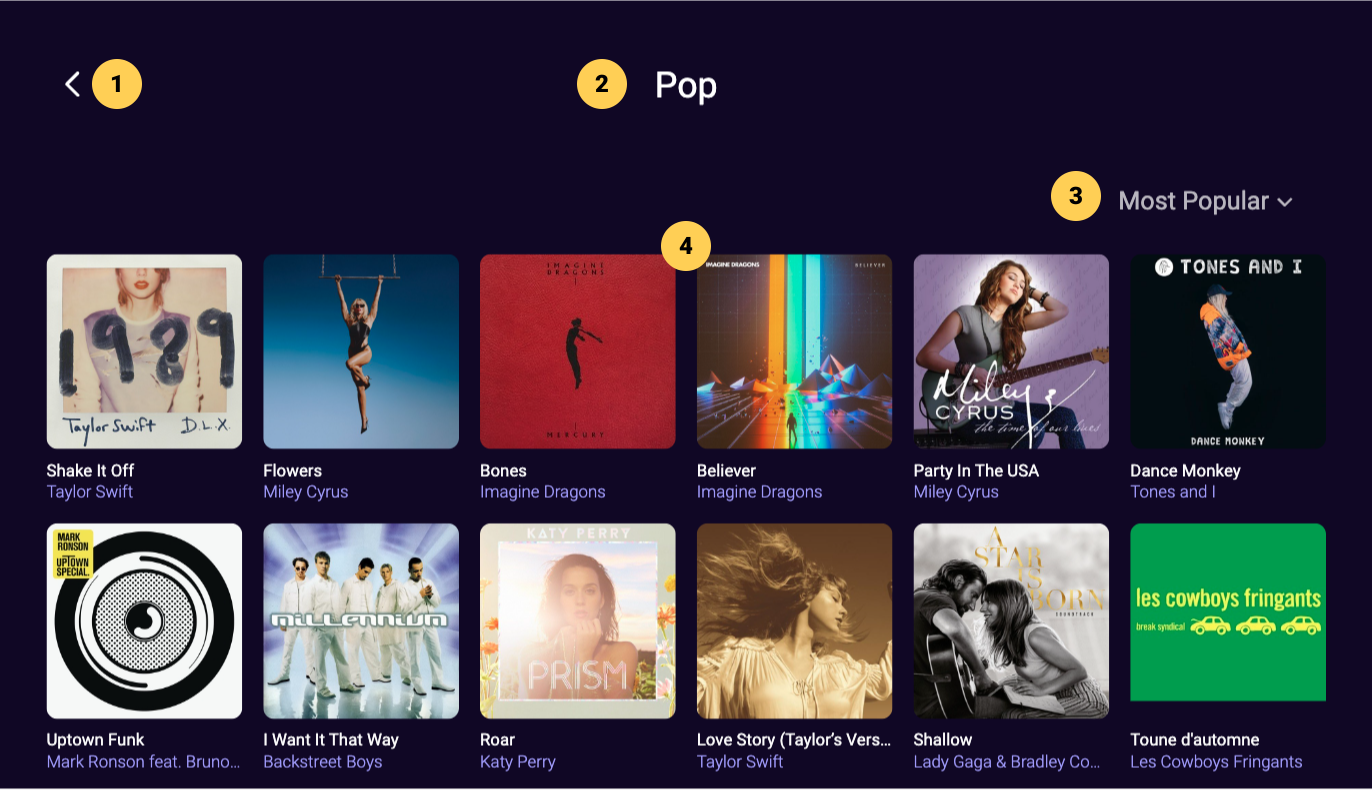 1
2
Pop
3
Most Popular
4
1989
Taylor Swift D.L.X.
IMAGINE
DRAGONS
MERCURY
IMAGINE DRAGONS
BELIEVER
Miley
CYRUS
the time of our lives
TONES AND I
DANCE MONKEY
Shake It Off
Taylor Swift
Flowers
Miley Cyrus
Bones
Imagine Dragons
Believer
Imagine Dragons
Party In The USA
Miley Cyrus
Dance Monkey
Tones and I
MARK
RONSON
UPTOWN
SPECIAL.
millennium
KATY PERRY
PRISM
A
STAR
IS
BORN
SOUNDTRACK
les cowboys fringants
break syndical
Uptown Funk
Mark Ronson feat. Bruno...
I Want It That Way
Backstreet Boys
Roar
Katy Perry
Love Story (Taylor’s Vers...
Taylor Swift
Shallow
Lady Gaga & Bradley Co...
Toune d'automne
Les Cowboys Fringants